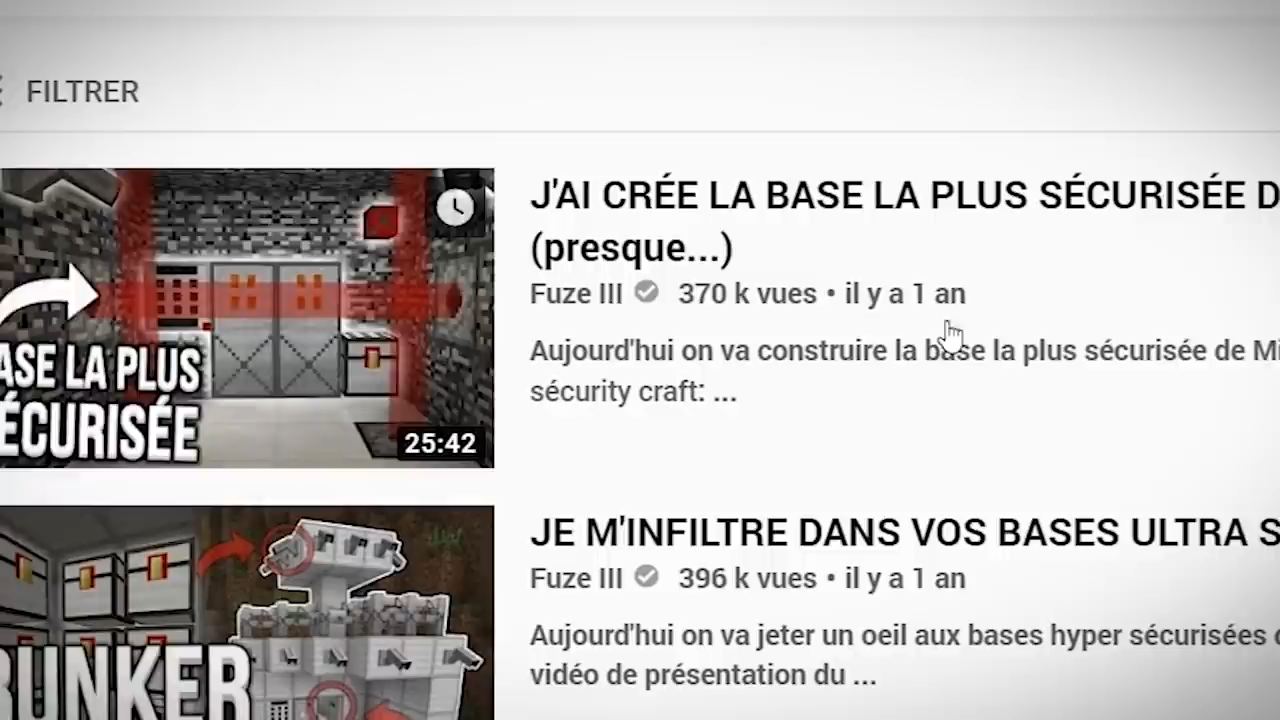 FILTRER
J'AI CRÉE LA BASE LA PLUS SÉCURISÉE D
(presque...)
Fuze III 370 k vues • il y a 1 an
Aujourd'hui on va construire la base la plus sécurisée de Mi
sécurity craft: ...
ASE LA PLUS
ÉCURISÉE
25:42
JE M'INFILTRE DANS VOS BASES ULTRA S
Fuze III 396 k vues • il y a 1 an
Aujourd'hui on va jeter un oeil aux bases hyper sécurisées
vidéo de présentation du ...
BUNKER